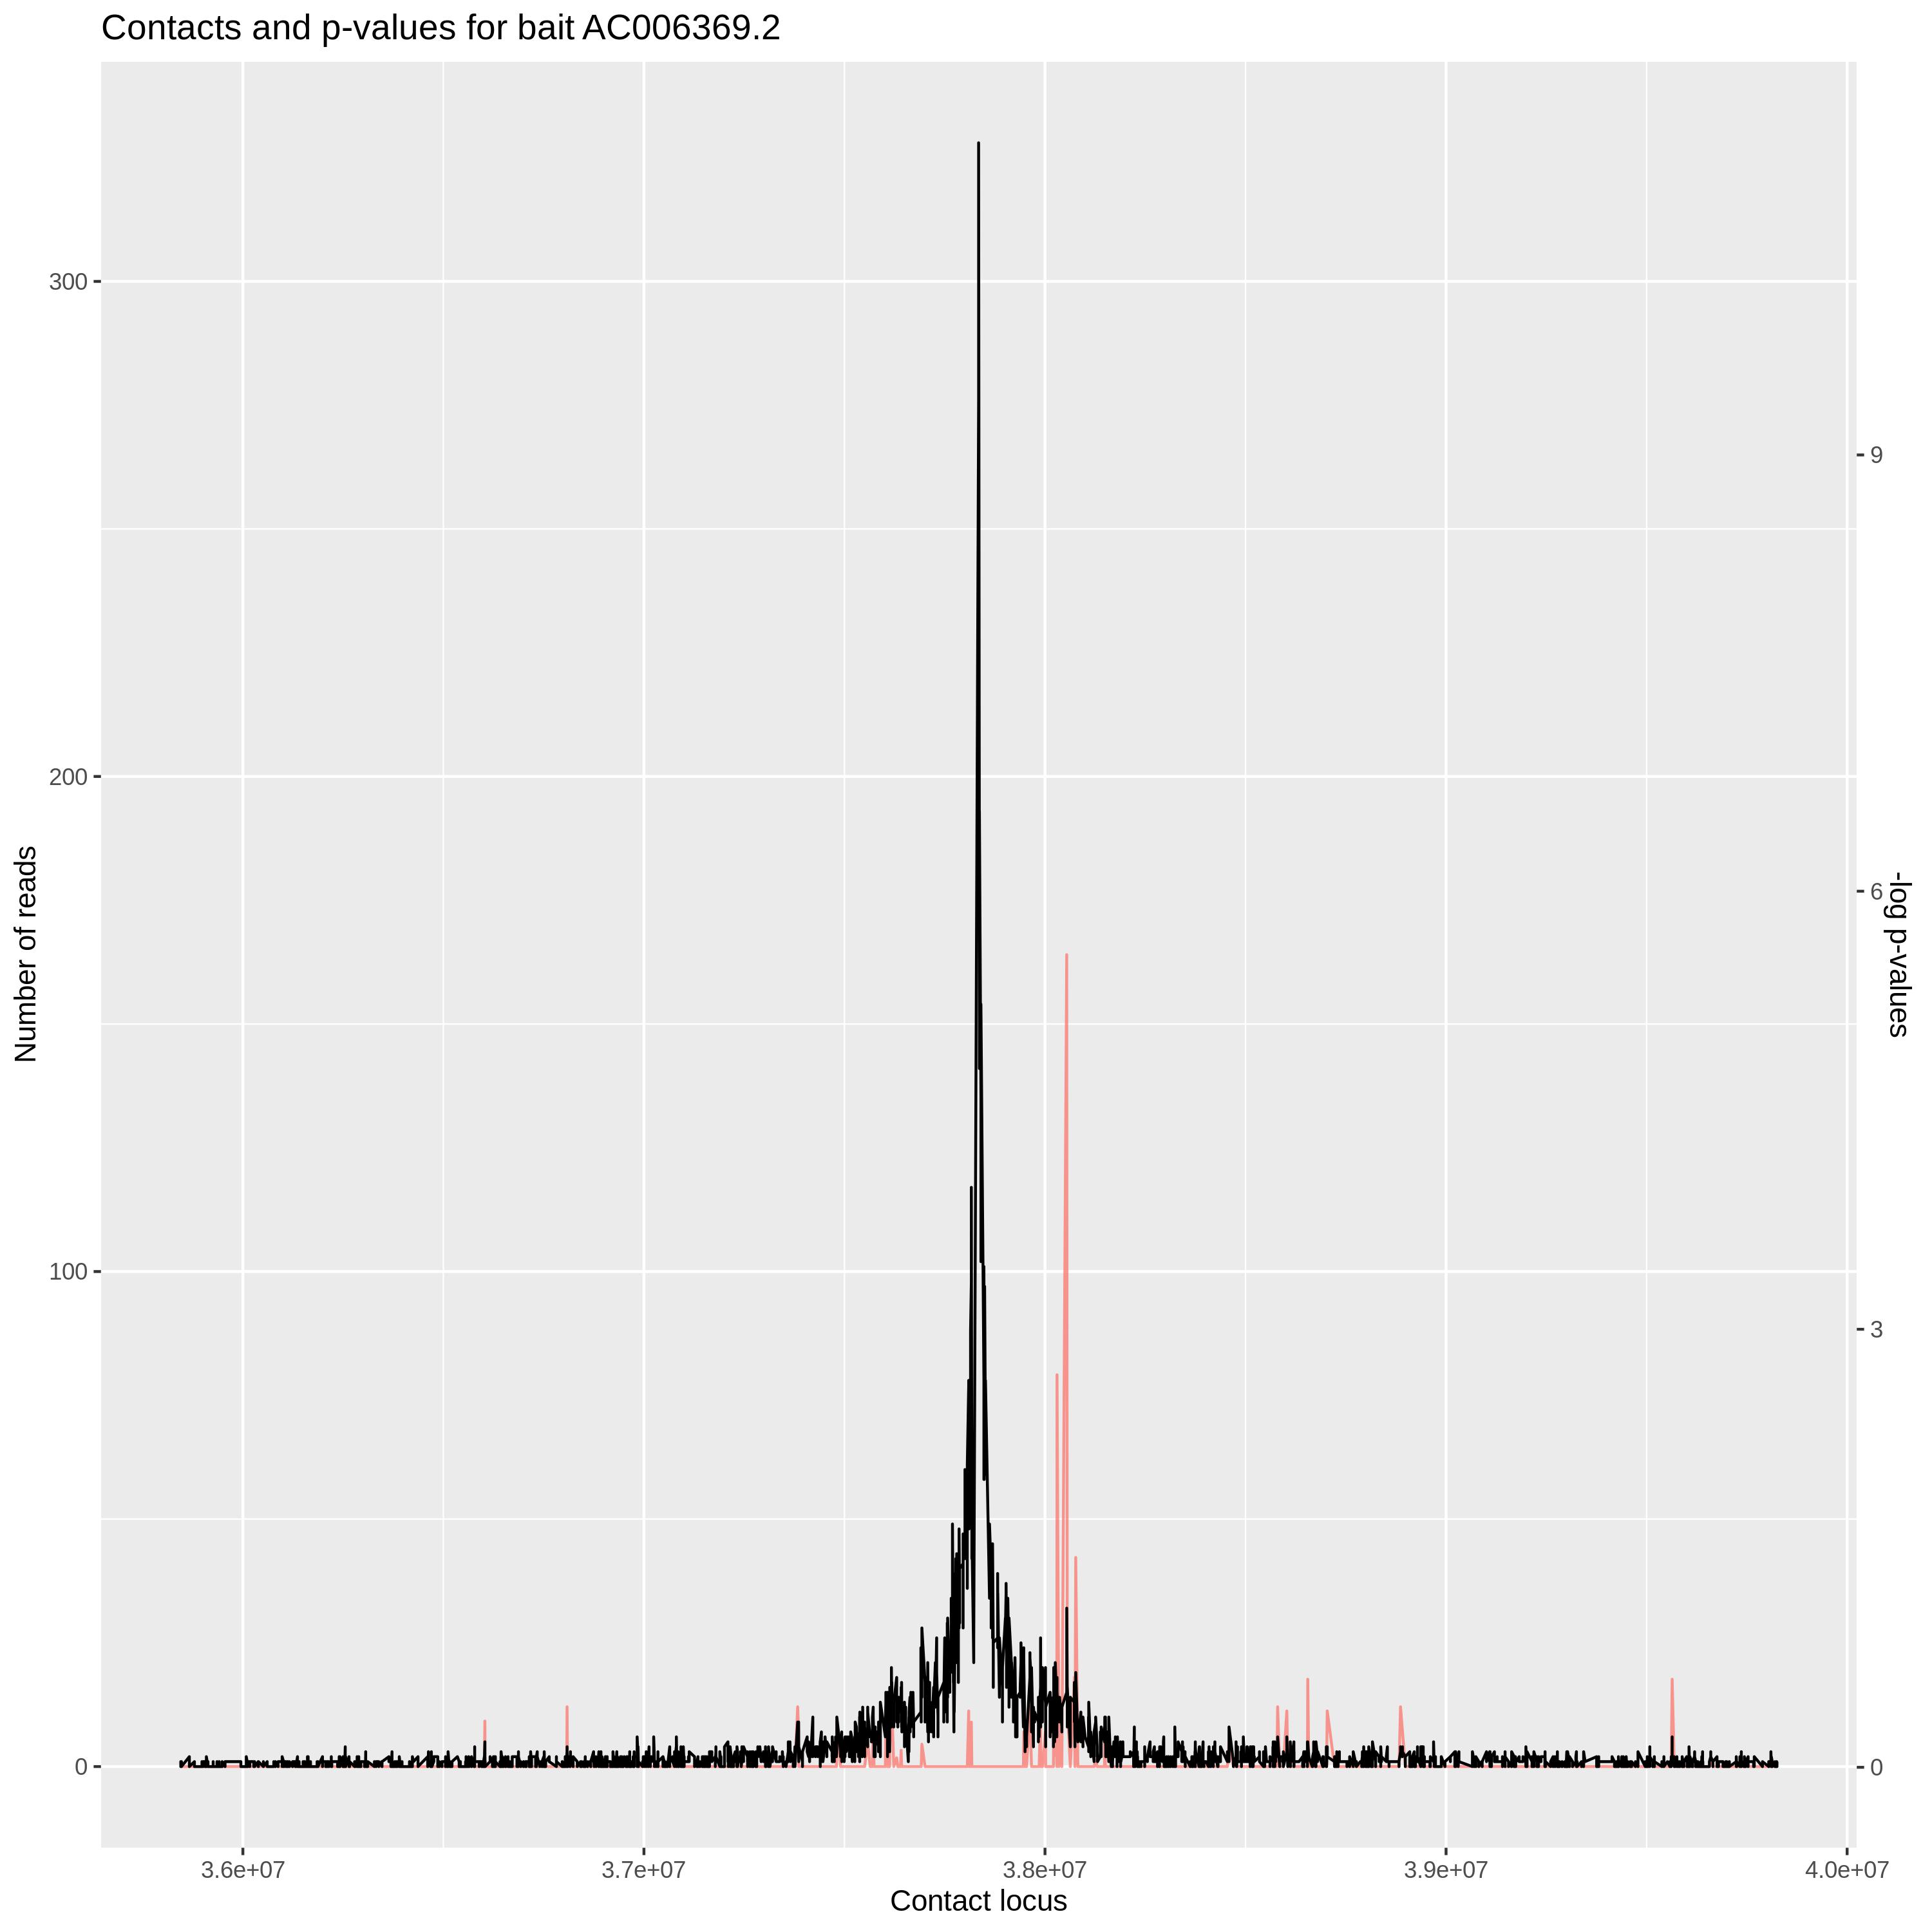 Contacts and p-values for bait AC006369.2
300
200
100
0
Number of reads
9
6
3
0
-log p-values
3.6e+07
3.7e+07
3.8e+07
3.9e+07
4.0e+07
Contact locus